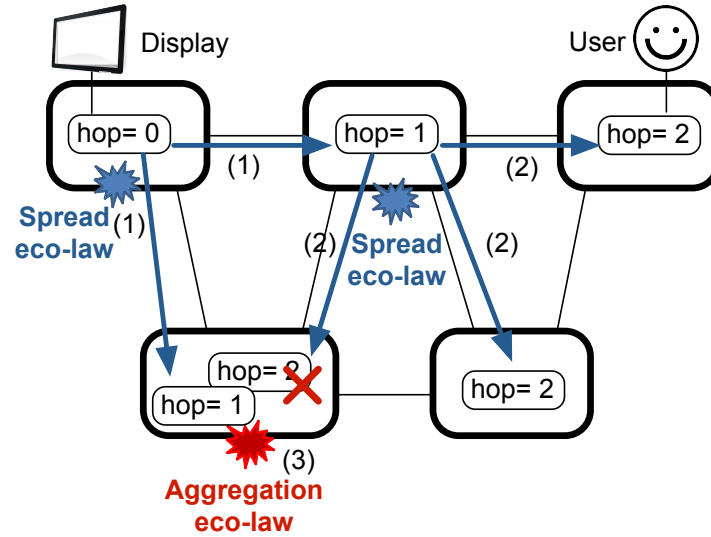 Display
User
hop= 0
hop= 1
hop= 2
(1)
(2)
Spread
eco-law
(1)
(2)
Spread
eco-law
(2)
hop= 2
hop= 1
hop= 2
(3)
Aggregation
eco-law